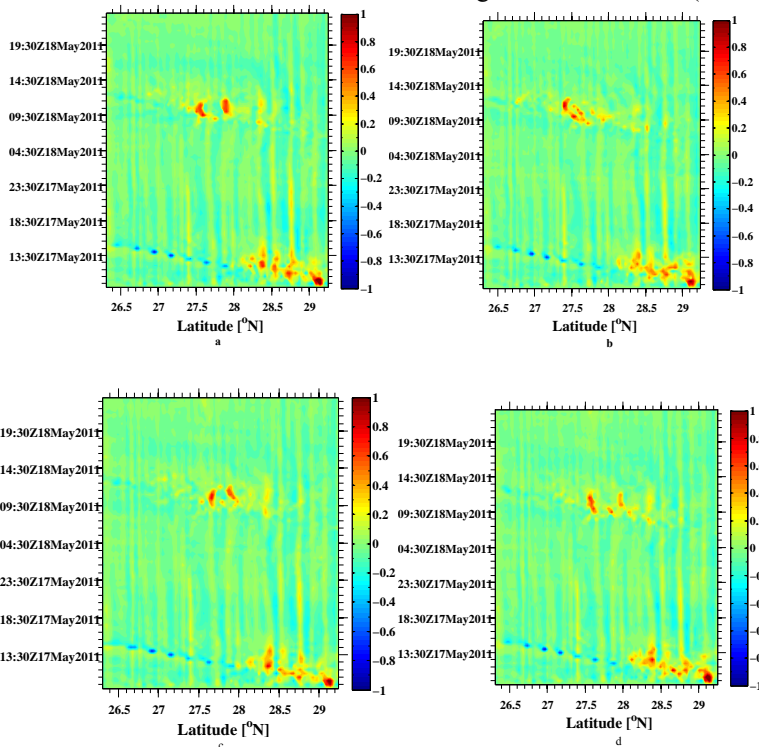 1
0.8
0.6
0.4
0.2
0
−0.2
−0.4
−0.6
−0.8
−1
19:30Z18May2011
14:30Z18May2011
09:30Z18May2011
04:30Z18May2011
23:30Z17May2011
18:30Z17May2011
13:30Z17May2011
26.5 27 27.5 28 28.5 29
Latitude [°N]
a
1
0.8
0.6
0.4
0.2
0
−0.2
−0.4
−0.6
−0.8
−1
19:30Z18May2011
14:30Z18May2011
09:30Z18May2011
04:30Z18May2011
23:30Z17May2011
18:30Z17May2011
13:30Z17May2011
26.5 27 27.5 28 28.5 29
Latitude [°N]
b
1
0.8
0.6
0.4
0.2
0
−0.2
−0.4
−0.6
−0.8
−1
19:30Z18May2011
14:30Z18May2011
09:30Z18May2011
04:30Z18May2011
23:30Z17May2011
18:30Z17May2011
13:30Z17May2011
26.5 27 27.5 28 28.5 29
Latitude [°N]
c
1
0
−1
19:30Z18May2011
14:30Z18May2011
09:30Z18May2011
04:30Z18May2011
23:30Z17May2011
18:30Z17May2011
13:30Z17May2011
26.5 27 27.5 28 28.5 29
Latitude [°N]
d